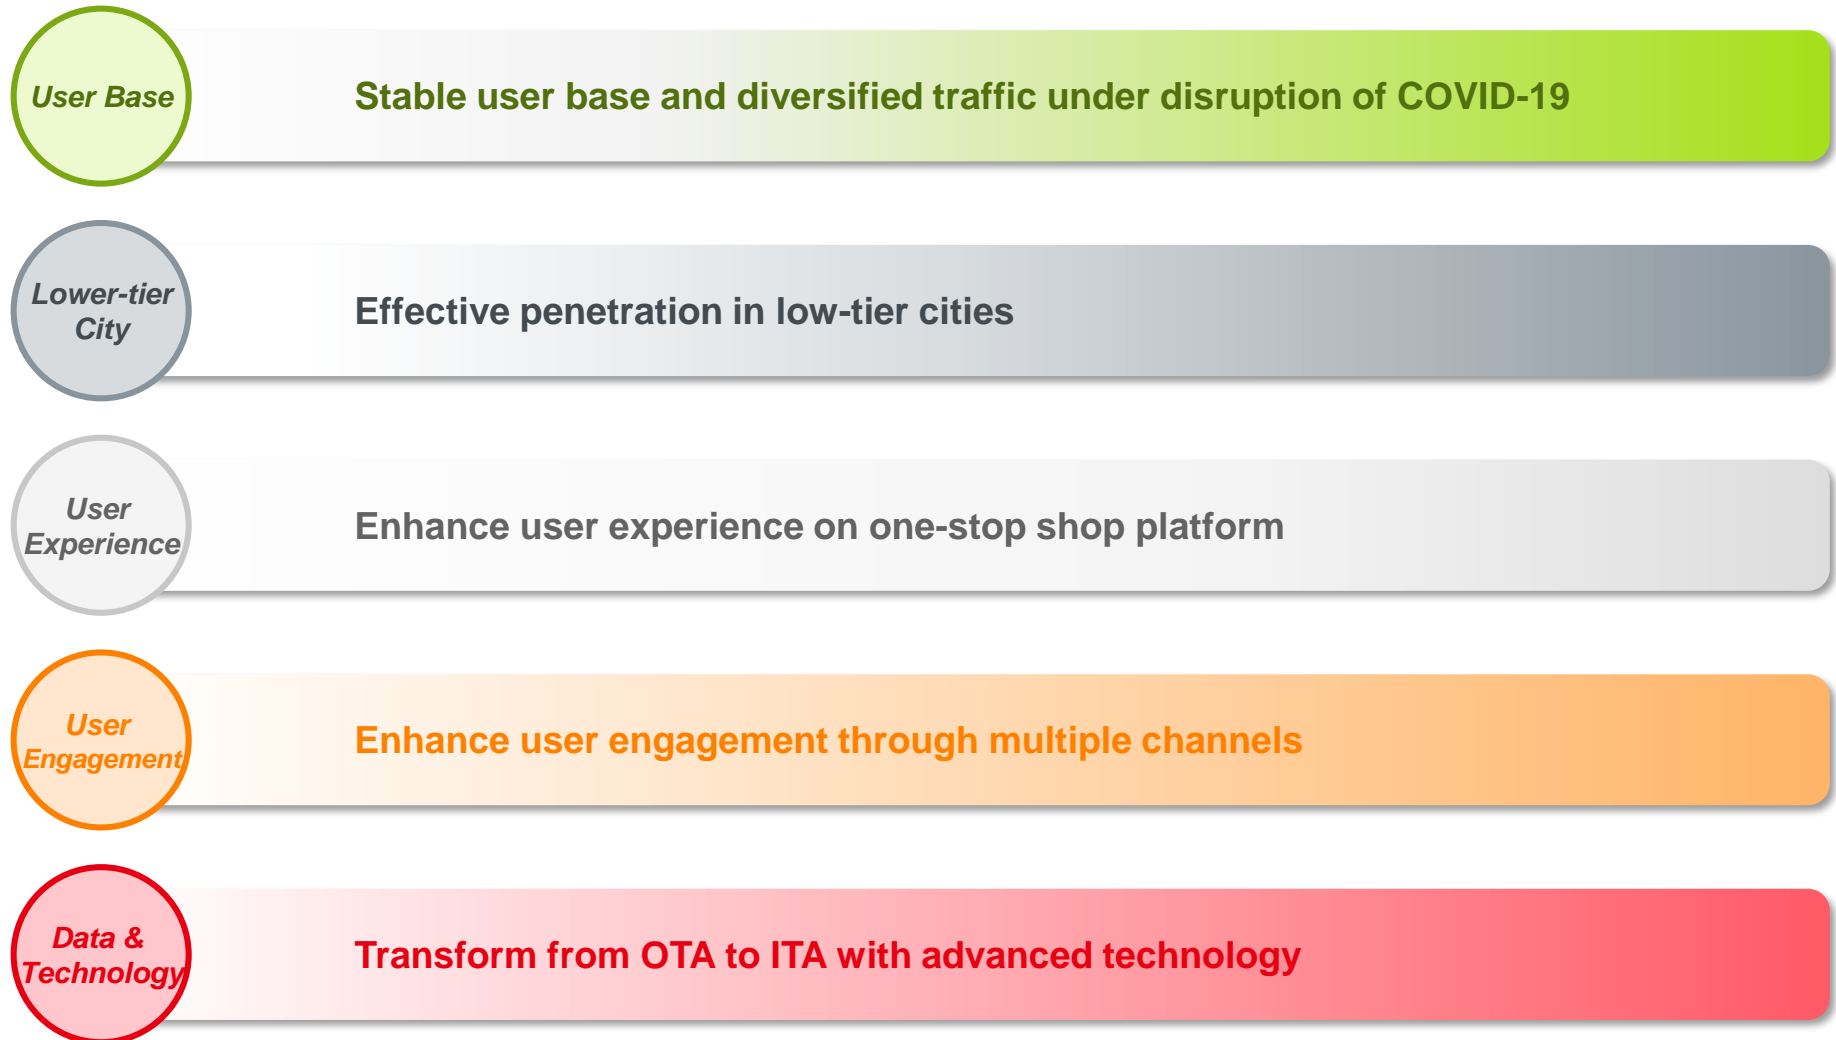 User Base
Stable user base and diversified traffic under disruption of COVID-19
Lower-tier
City
Effective penetration in low-tier cities
User
Experience
Enhance user experience on one-stop shop platform
User
Engagement
Enhance user engagement through multiple channels
Data &
Technology
Transform from OTA to ITA with advanced technology